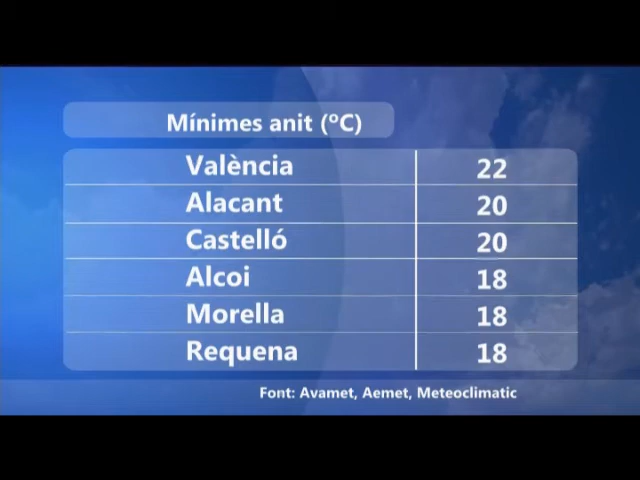 Mínimes anit (ºC)
València 22
Alacant 20
Castelló 20
Alcoi 18
Morella 18
Requena 18
Font: Avamet, Aemet, Meteoclimatic